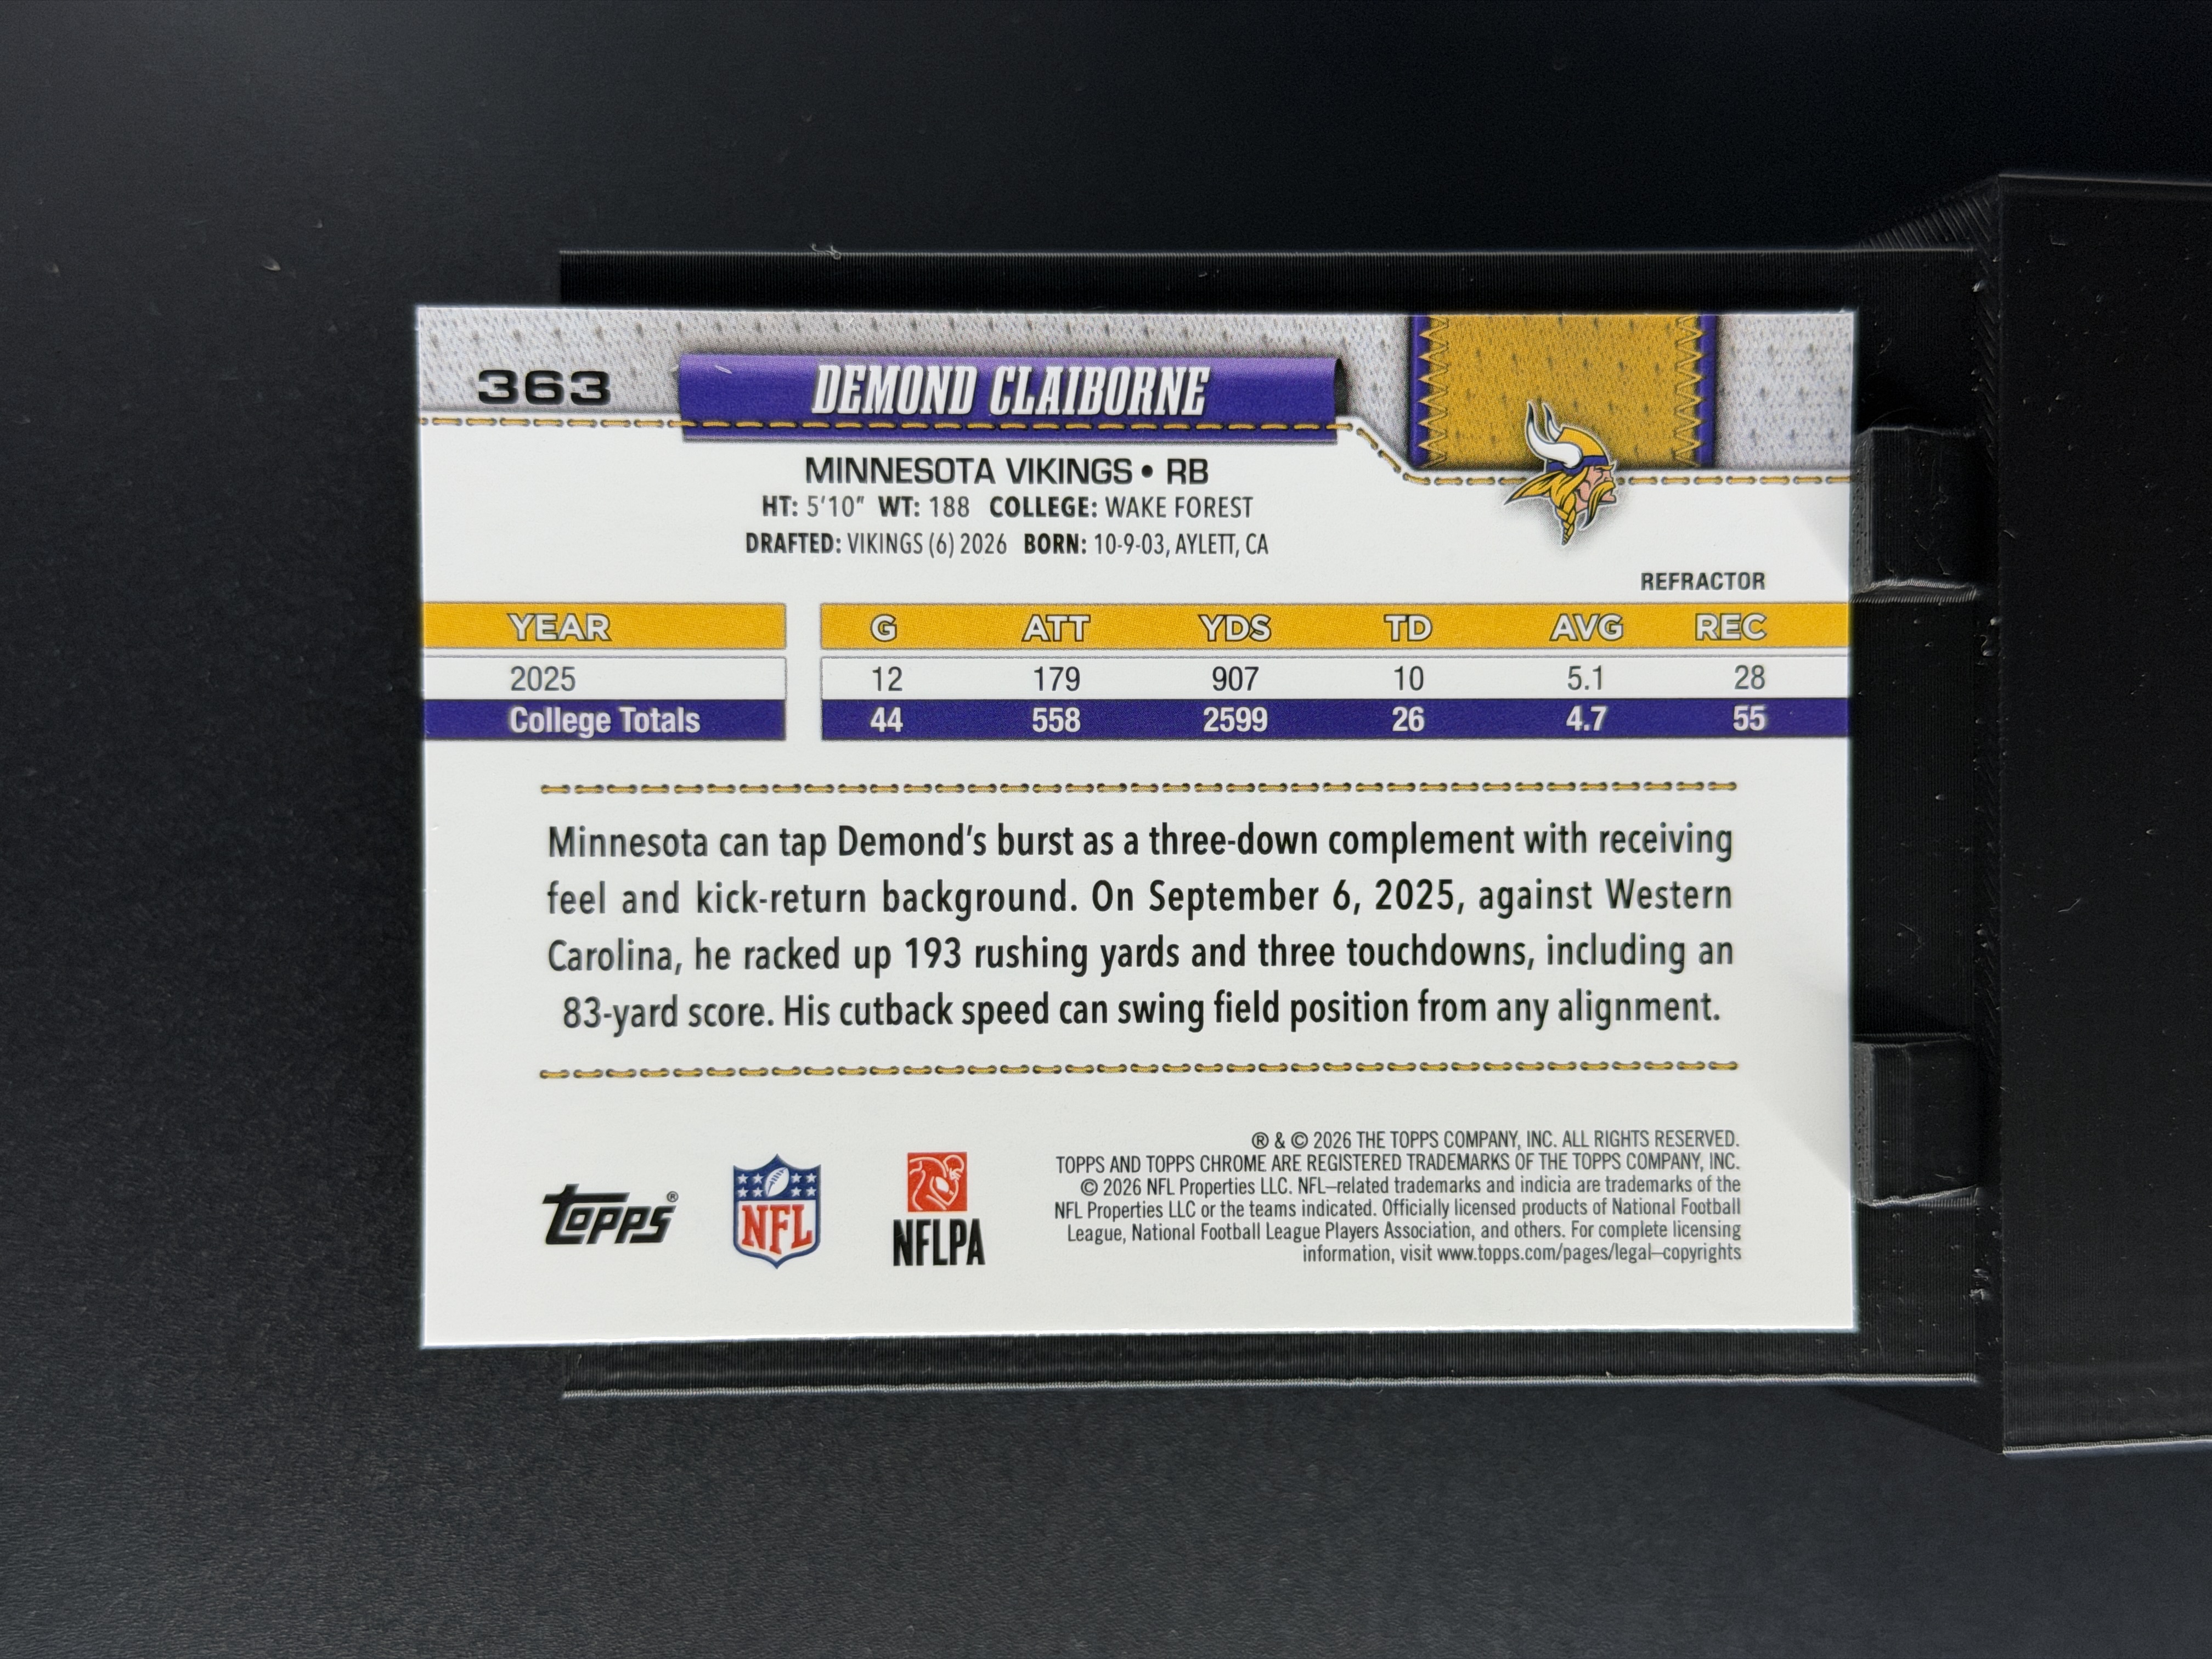 363
DEMOND CLAIBORNE
MINNESOTA VIKINGS • RB
HT: 5'10" WT: 188 COLLEGE: WAKE FOREST
DRAFTED: VIKINGS (6) 2026 BORN: 10-9-03, AYLETT, CA
REFRACTOR
YEAR G ATT YDS TD AVG REC
2025 12 179 907 10 5.1 28
College Totals 44 558 2599 26 4.7 55
Minnesota can tap Demond's burst as a three-down complement with receiving
feel and kick-return background. On September 6, 2025, against Western
Carolina, he racked up 193 rushing yards and three touchdowns, including an
83-yard score. His cutback speed can swing field position from any alignment.
topps®
NFL
NFLPA
® & © 2026 THE TOPPS COMPANY, INC. ALL RIGHTS RESERVED.
TOPPS AND TOPPS CHROME ARE REGISTERED TRADEMARKS OF THE TOPPS COMPANY, INC.
© 2026 NFL Properties LLC. NFL-related trademarks and indicia are trademarks of the
NFL Properties LLC or the teams indicated. Officially licensed products of National Football
League, National Football League Players Association, and others. For complete licensing
information, visit www.topps.com/pages/legal-copyrights